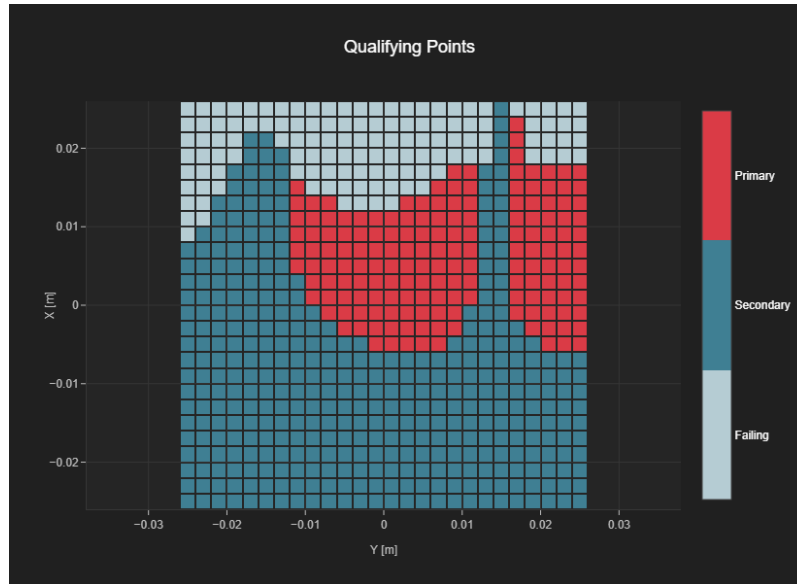 Qualifying Points
Primary
Secondary
Failing
0.02
0.01
0
−0.01
−0.02
X [m]
−0.03
−0.02
−0.01
0
0.01
0.02
0.03
Y [m]